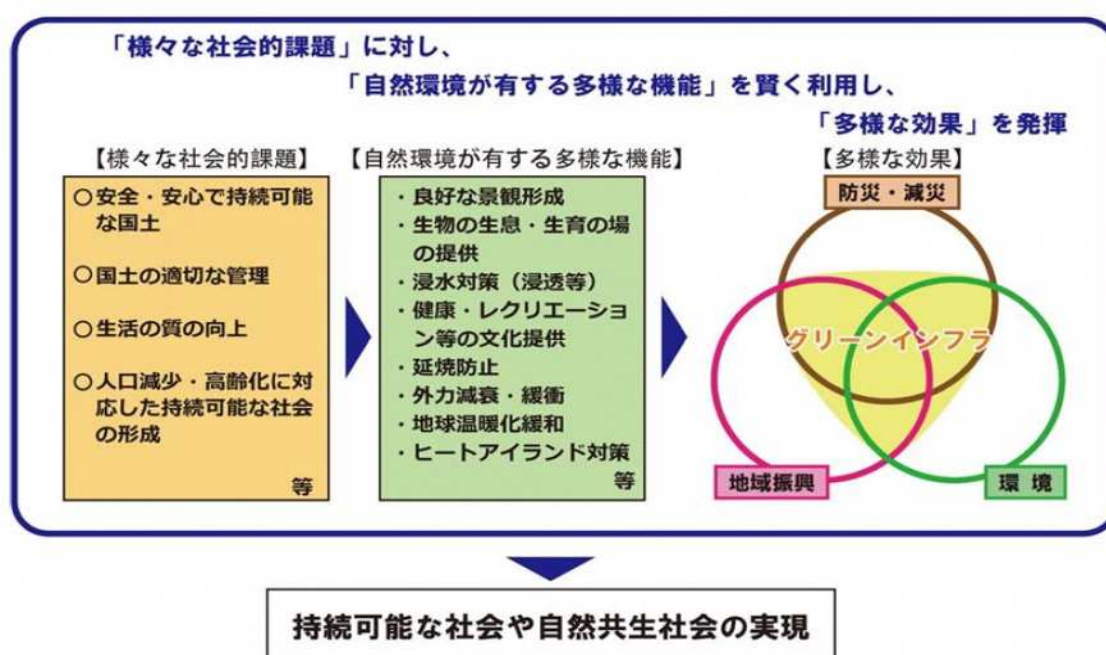 「様々な社会的課題」に対し、
「自然環境が有する多様な機能」を賢く利用し、
「多様な効果」を発揮
【様々な社会的課題】
○安全・安心で持続可能
な国土
○国土の適切な管理
○生活の質の向上
○人口減少・高齢化に対
応した持続可能な社会
の形成
等
【自然環境が有する多様な機能】
・良好な景観形成
・生物の生息・生育の場
の提供
・浸水対策（浸透等）
・健康・レクリエーショ
ン等の文化提供
・延焼防止
・外力減衰・緩衝
・地球温暖化緩和
・ヒートアイランド対策
等
【多様な効果】
防災・減災
グリーンインフラ
地域振興
環 境
持続可能な社会や自然共生社会の実現